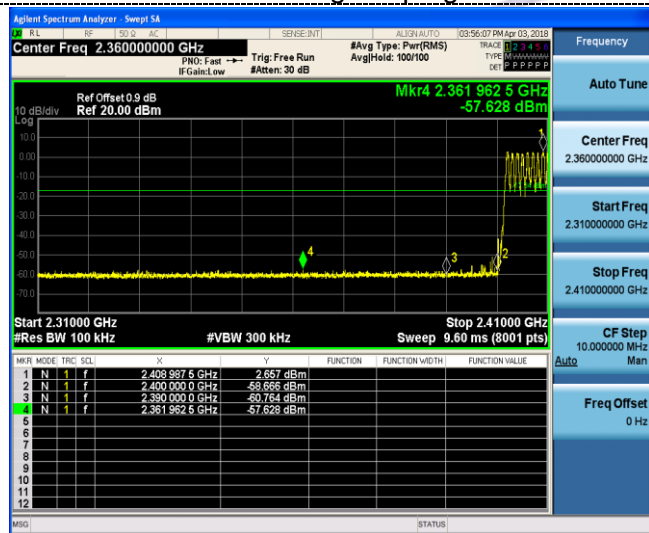 Agilent Spectrum Analyzer - Swept SA
RL RF 50 Ω AC SENSE:INT ALIGN AUTO 03:56:07 PM Apr 03, 2018
Center Freq 2.360000000 GHz #Avg Type: Pwr(RMS) TRACE 1 2 3 4 5 6
PNO: Fast Trig: Free Run Avg|Hold: 100/100 TYPE MWWWWW
IFGain:Low #Atten: 30 dB DET P P P P P P
Frequency
Auto Tune
Center Freq
2.360000000 GHz
Start Freq
2.310000000 GHz
Stop Freq
2.410000000 GHz
CF Step
10.000000 MHz
Auto Man
Freq Offset
0 Hz
Mkr4 2.361 962 5 GHz
Ref Offset 0.9 dB
10 dB/div Ref 20.00 dBm -57.628 dBm
Log
10.0
0.00
-10.0
-20.0
-30.0
-40.0
-50.0
-60.0
-70.0
1
4
3
2
Start 2.31000 GHz Stop 2.41000 GHz
#Res BW 100 kHz #VBW 300 kHz Sweep 9.60 ms (8001 pts)
MKR MODE TRC SCL X Y FUNCTION FUNCTION WIDTH FUNCTION VALUE
1 N 1 f 2.408 987 5 GHz 2.657 dBm
2 N 1 f 2.400 000 0 GHz -58.666 dBm
3 N 1 f 2.390 000 0 GHz -60.764 dBm
4 N 1 f 2.361 962 5 GHz -57.628 dBm
5
6
7
8
9
10
11
12
MSG STATUS